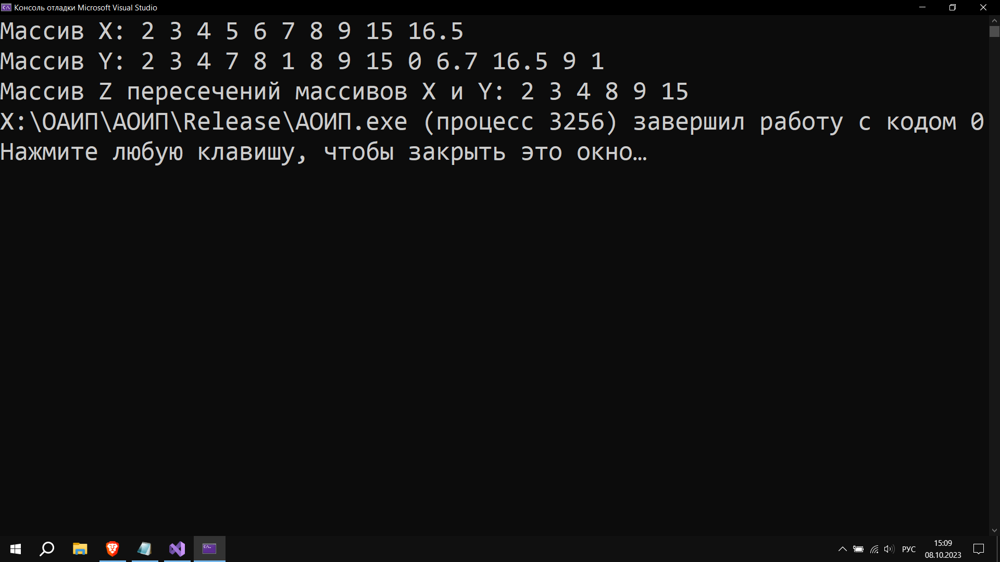 Консоль отладки Microsoft Visual Studio
Массив X: 2 3 4 5 6 7 8 9 15 16.5
Массив Y: 2 3 4 7 8 1 8 9 15 0 6.7 16.5 9 1
Массив Z пересечений массивов X и Y: 2 3 4 8 9 15
X:\ОАИП\АОИП\Release\АОИП.exe (процесс 3256) завершил работу с кодом 0
Нажмите любую клавишу, чтобы закрыть это окно…
РУС
15:09
08.10.2023